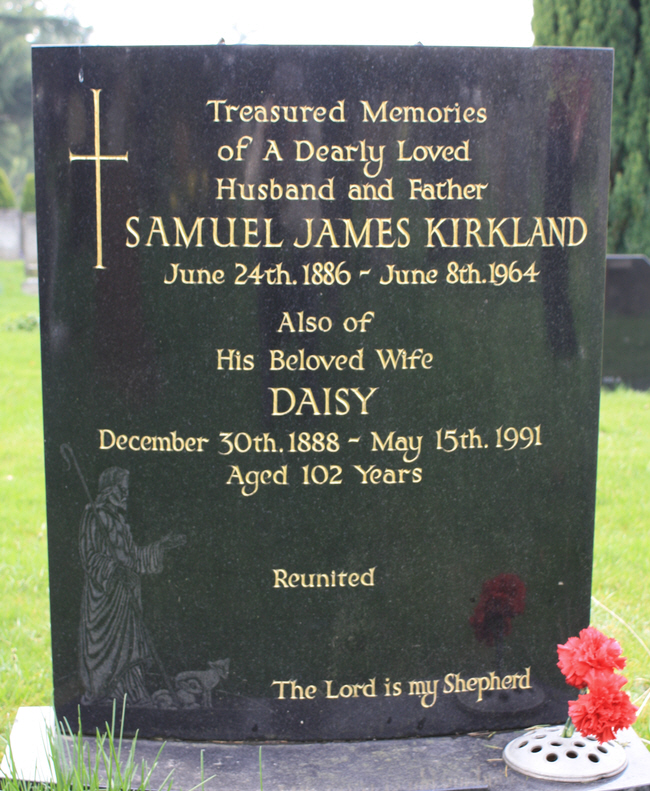 Treasured Memories
of A Dearly Loved
Husband and Father
SAMUEL JAMES KIRKLAND
June 24th.1886 ~ June 8th.1964
Also of
His Beloved Wife
DAISY
December 30th.1888 ~ May 15th.1991
Aged 102 Years
Reunited
The Lord is my Shepherd